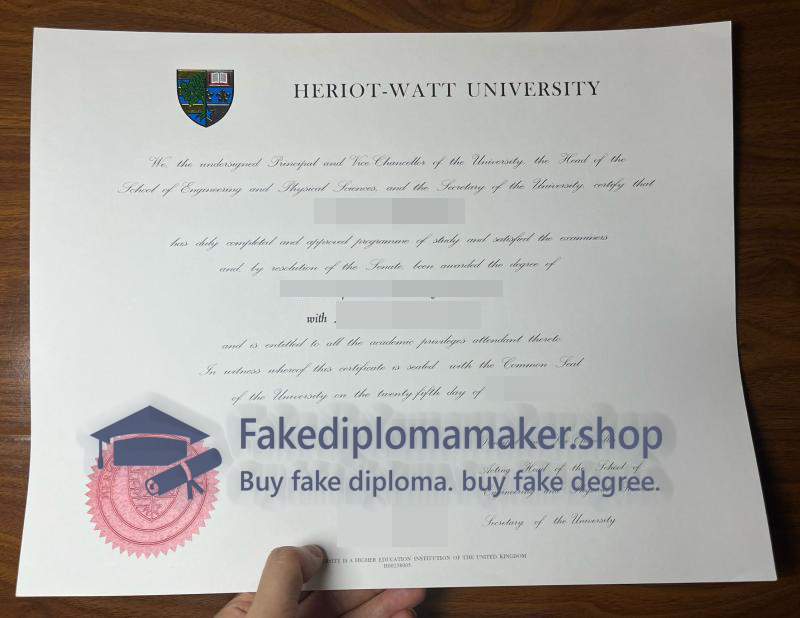 HERIOT-WATT UNIVERSITY
We, the undersigned Principal and Vice-Chancellor of the University, the Head of the
School of Engineering and Physical Sciences, and the Secretary of the University, certify that
has duly completed and approved programme of study and satisfied the examiners
and, by resolution of the Senate, been awarded the degree of
with
and is entitled to all the academic privileges attendant thereto
In witness whereof this certificate is sealed with the Common Seal
of the University on the twenty-fifth day of
Fakediplomamaker.shop
Acting Head of the School of
Buy fake diploma. buy fake degree.
Engineering and
Secretary of the University
IS A HIGHER EDUCATION INSTITUTION OF THE UNITED KINGDOM
H00238005